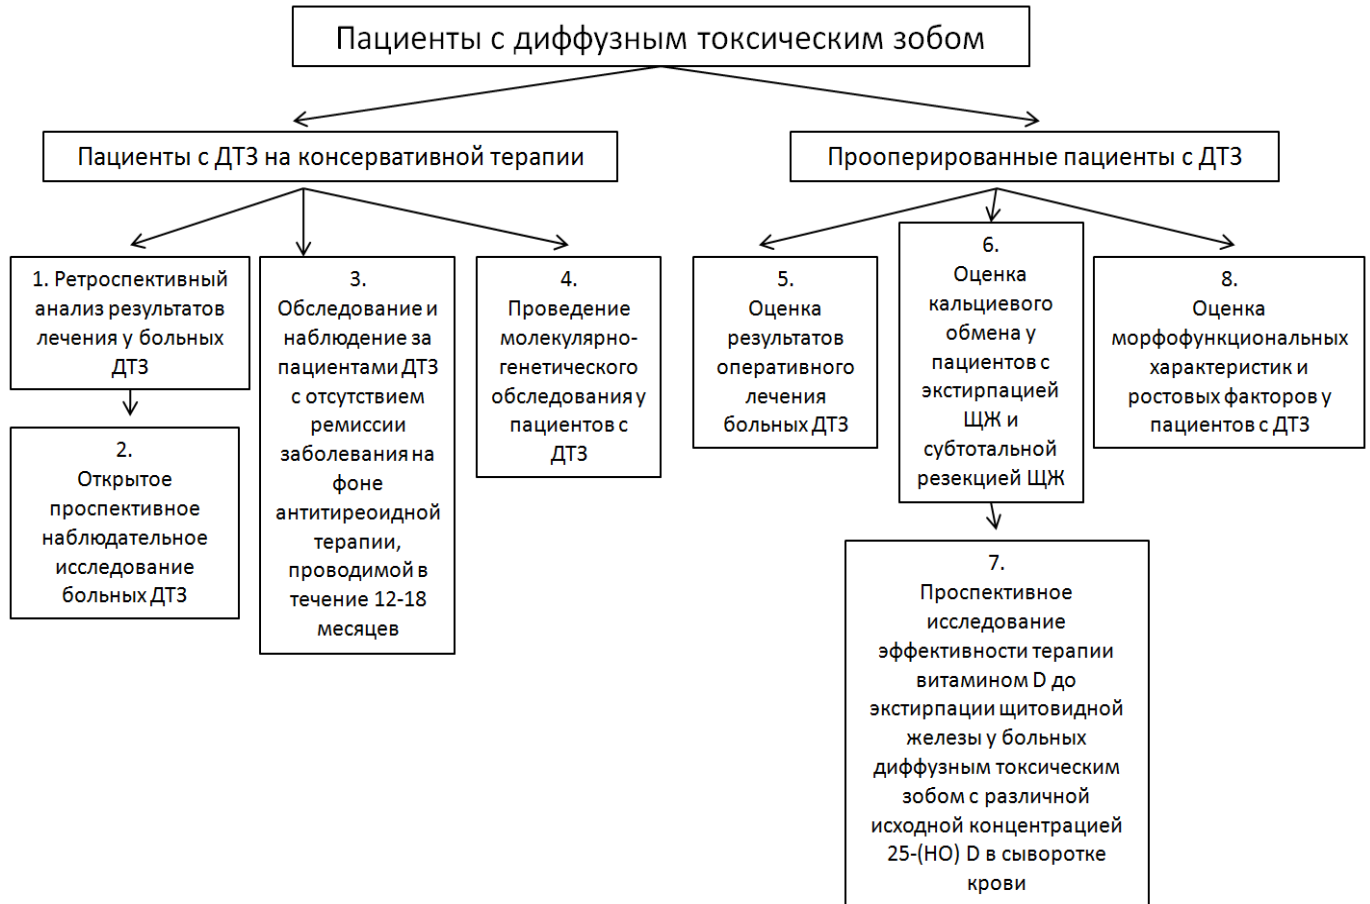 Пациенты с диффузным токсическим зобом
Пациенты с ДТЗ на консервативной терапии
Прооперированные пациенты с ДТЗ
1. Ретроспективный
анализ результатов
лечения у больных
ДТЗ
2.
Открытое
проспективное
наблюдательное
исследование
больных ДТЗ
3.
Обследование и
наблюдение за
пациентами ДТЗ
с отсутствием
ремиссии
заболевания на
фоне
антитиреоидной
терапии,
проводимой в
течение 12-18
месяцев
4.
Проведение
молекулярно-
генетического
обследования у
пациентов с
ДТЗ
5.
Оценка
результатов
оперативного
лечения
больных ДТЗ
6.
Оценка
кальциевого
обмена у
пациентов с
экстирпацией
ЩЖ и
субтотальной
резекцией ЩЖ
7.
Проспективное
исследование
эффективности терапии
витамином D до
экстирпации щитовидной
железы у больных
диффузным токсическим
зобом с различной
исходной концентрацией
25-(НО) D в сыворотке
крови
8.
Оценка
морфофункциональных
характеристик и
ростовых факторов у
пациентов с ДТЗ